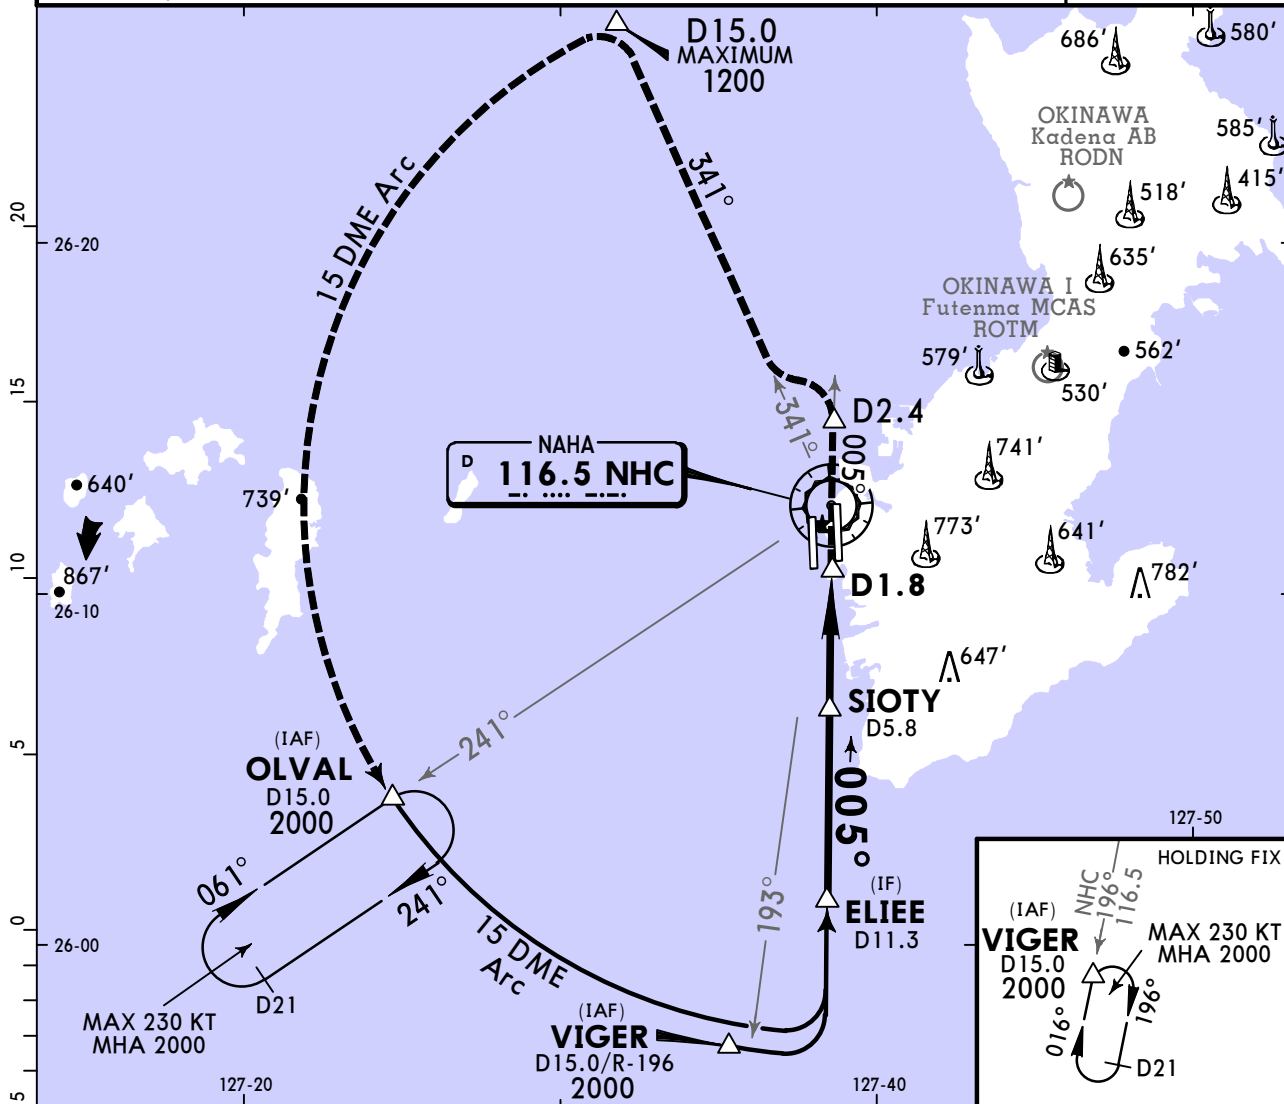 D15.0
MAXIMUM
1200
686'
580'
OKINAWA
Kadena AB
RODN
585'
415'
518'
15 DME Arc
341°
20
26-20
635'
OKINAWA I
Futenma MCAS
ROTM
579'
562'
530'
15
341°
D2.4
005°
NAHA
D
116.5 NHC
741'
640'
739'
773'
641'
10
867'
26-10
D1.8
782'
647'
SIOTY
D5.8
241°
5
(IAF)
OLVAL
D15.0
2000
005°
127-50
061°
241°
193°
(IF)
ELIEE
D11.3
HOLDING FIX
NHC
196°
116.5
(IAF)
VIGER
D15.0
2000
MAX 230 KT
MHA 2000
016°
196°
D21
0
26-00
15 DME
Arc
D21
MAX 230 KT
MHA 2000
(IAF)
VIGER
D15.0/R-196
2000
5
127-20
127-40